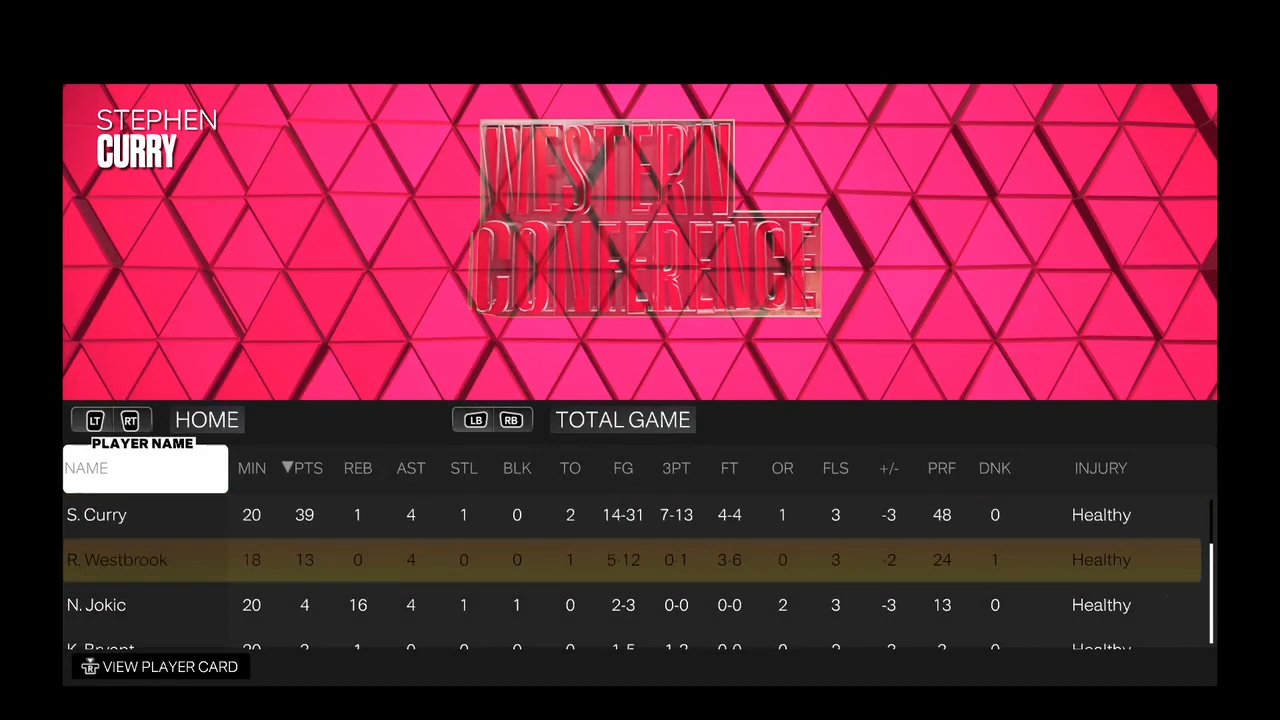 STEPHEN
CURRY
WESTERN
CONFERENCE
LT RT HOME LB RB TOTAL GAME
PLAYER NAME
NAME MIN ▼PTS REB AST STL BLK TO FG 3PT FT OR FLS +/- PRF DNK INJURY
S. Curry 20 39 1 4 1 0 2 14-31 7-13 4-4 1 3 -3 48 0 Healthy
R. Westbrook 18 13 0 4 0 0 1 5-12 0-1 3-6 0 3 -2 24 1 Healthy
N. Jokic 20 4 16 4 1 1 0 2-3 0-0 0-0 2 3 -3 13 0 Healthy
K. Bryant 20 Healthy
R VIEW PLAYER CARD